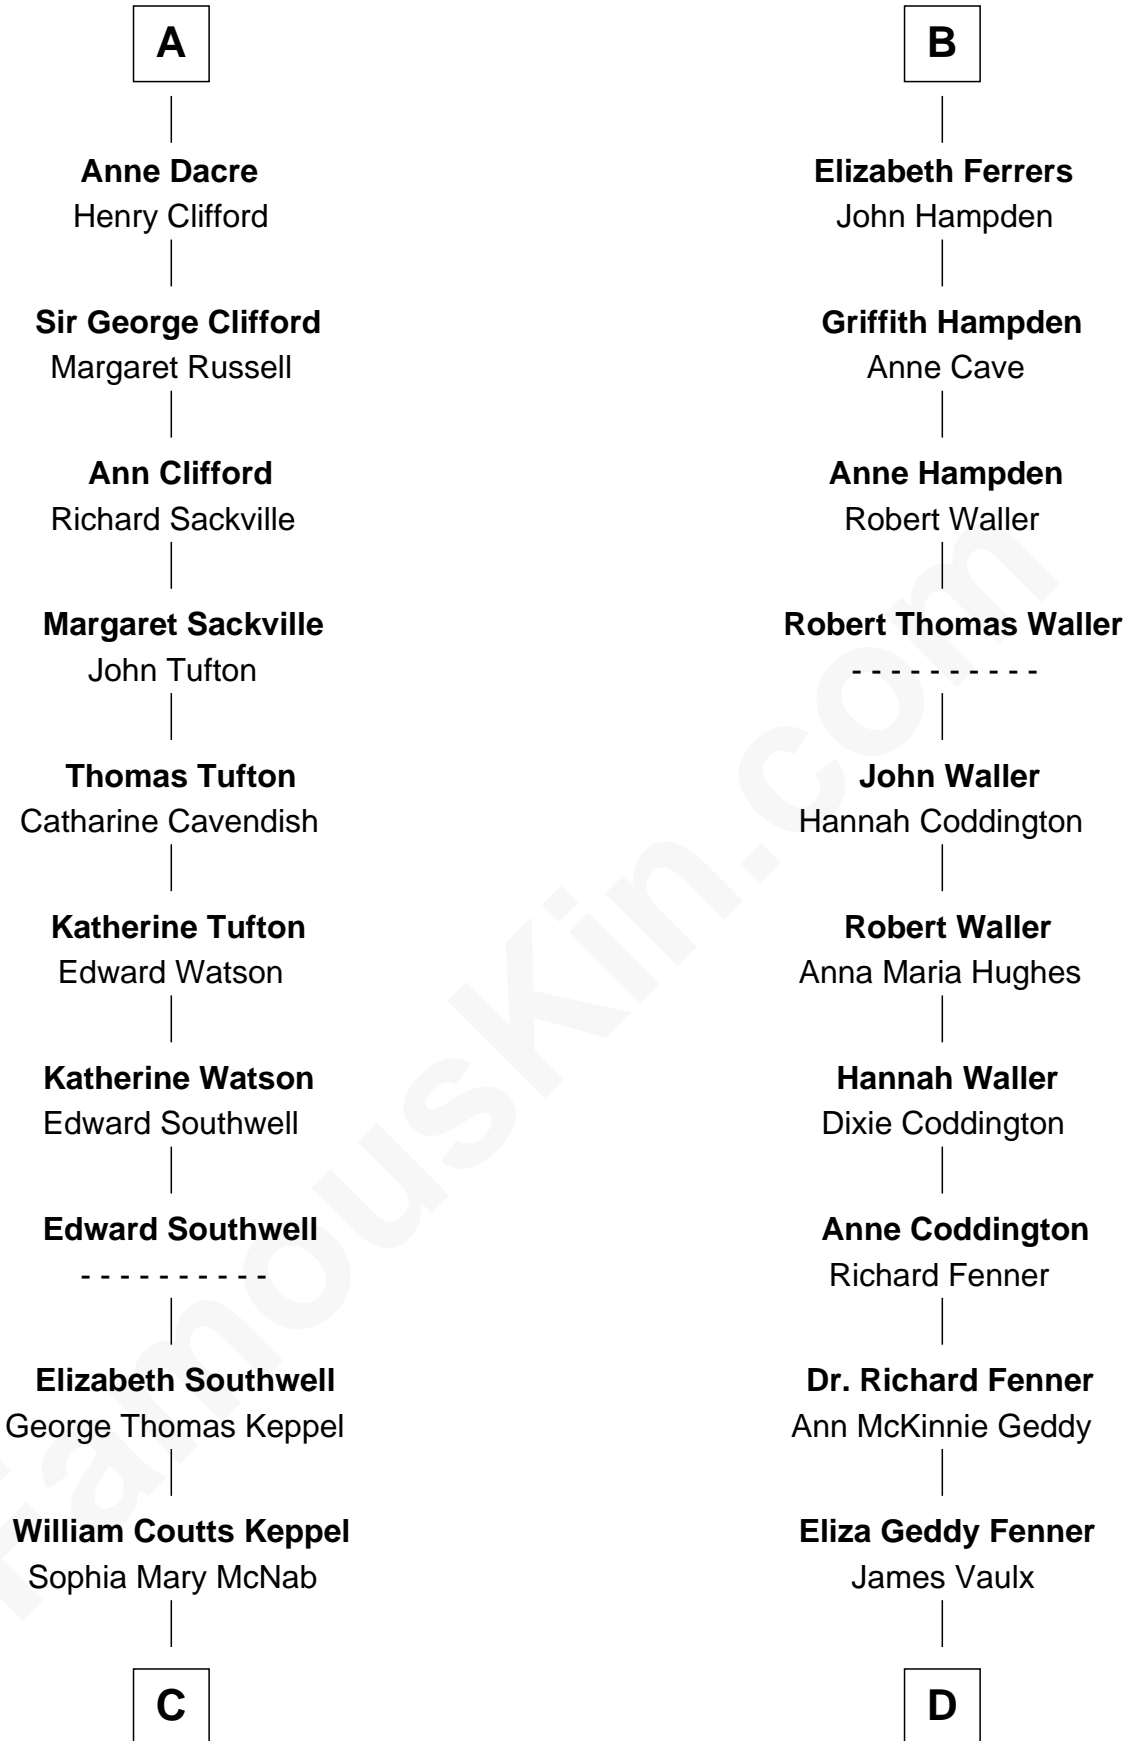 A
Anne Dacre
Henry Clifford
Sir George Clifford
Margaret Russell
Ann Clifford
Richard Sackville
Margaret Sackville
John Tufton
Thomas Tufton
Catharine Cavendish
Katherine Tufton
Edward Watson
Katherine Watson
Edward Southwell
Edward Southwell
- - - - - - - - - -
Elizabeth Southwell
George Thomas Keppel
William Coutts Keppel
Sophia Mary McNab
C
B
Elizabeth Ferrers
John Hampden
Griffith Hampden
Anne Cave
Anne Hampden
Robert Waller
Robert Thomas Waller
- - - - - - - - - -
John Waller
Hannah Coddington
Robert Waller
Anna Maria Hughes
Hannah Waller
Dixie Coddington
Anne Coddington
Richard Fenner
Dr. Richard Fenner
Ann McKinnie Geddy
Eliza Geddy Fenner
James Vaulx
D
FamousKin.com